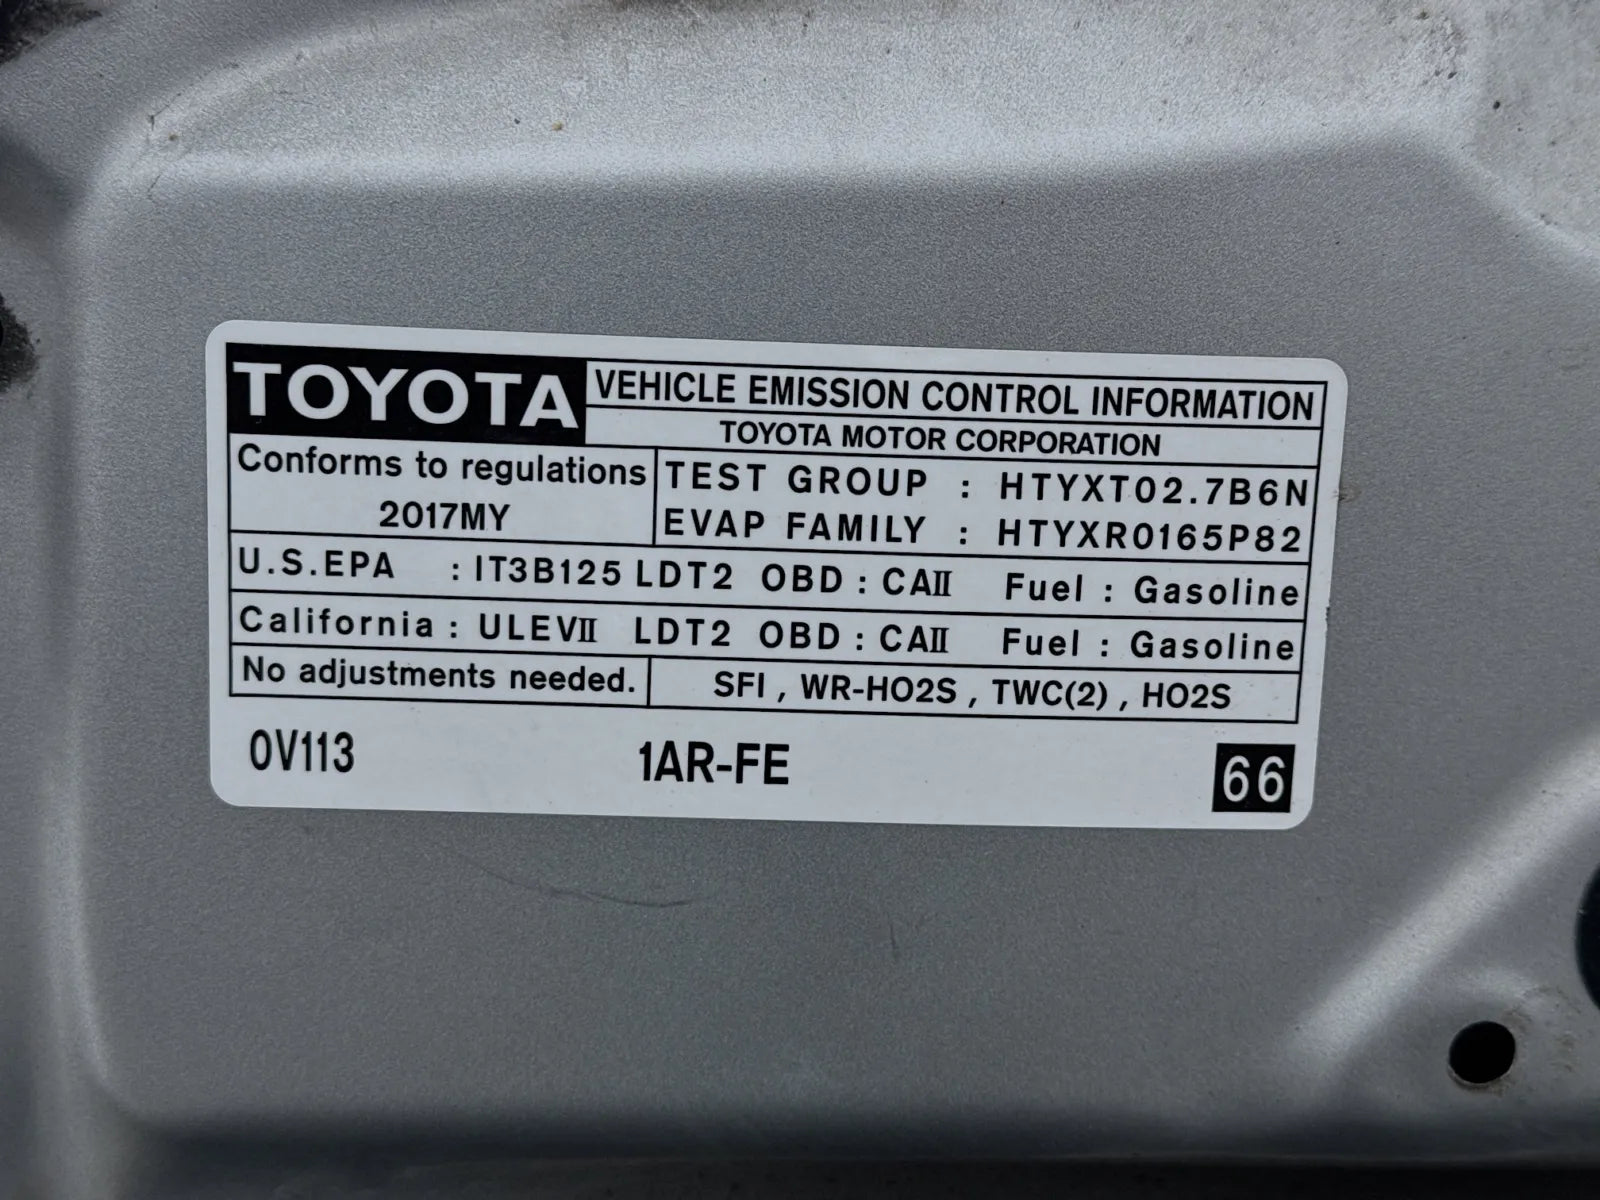 TOYOTA VEHICLE EMISSION CONTROL INFORMATION
TOYOTA MOTOR CORPORATION
Conforms to regulations
2017MY
TEST GROUP : HTYXT02.7B6N
EVAP FAMILY : HTYXR0165P82
U.S.EPA : IT3B125 LDT2 OBD : CAⅡ Fuel : Gasoline
California : ULEVⅡ LDT2 OBD : CAⅡ Fuel : Gasoline
No adjustments needed. SFI , WR-HO2S , TWC(2) , HO2S
0V113 1AR-FE 66